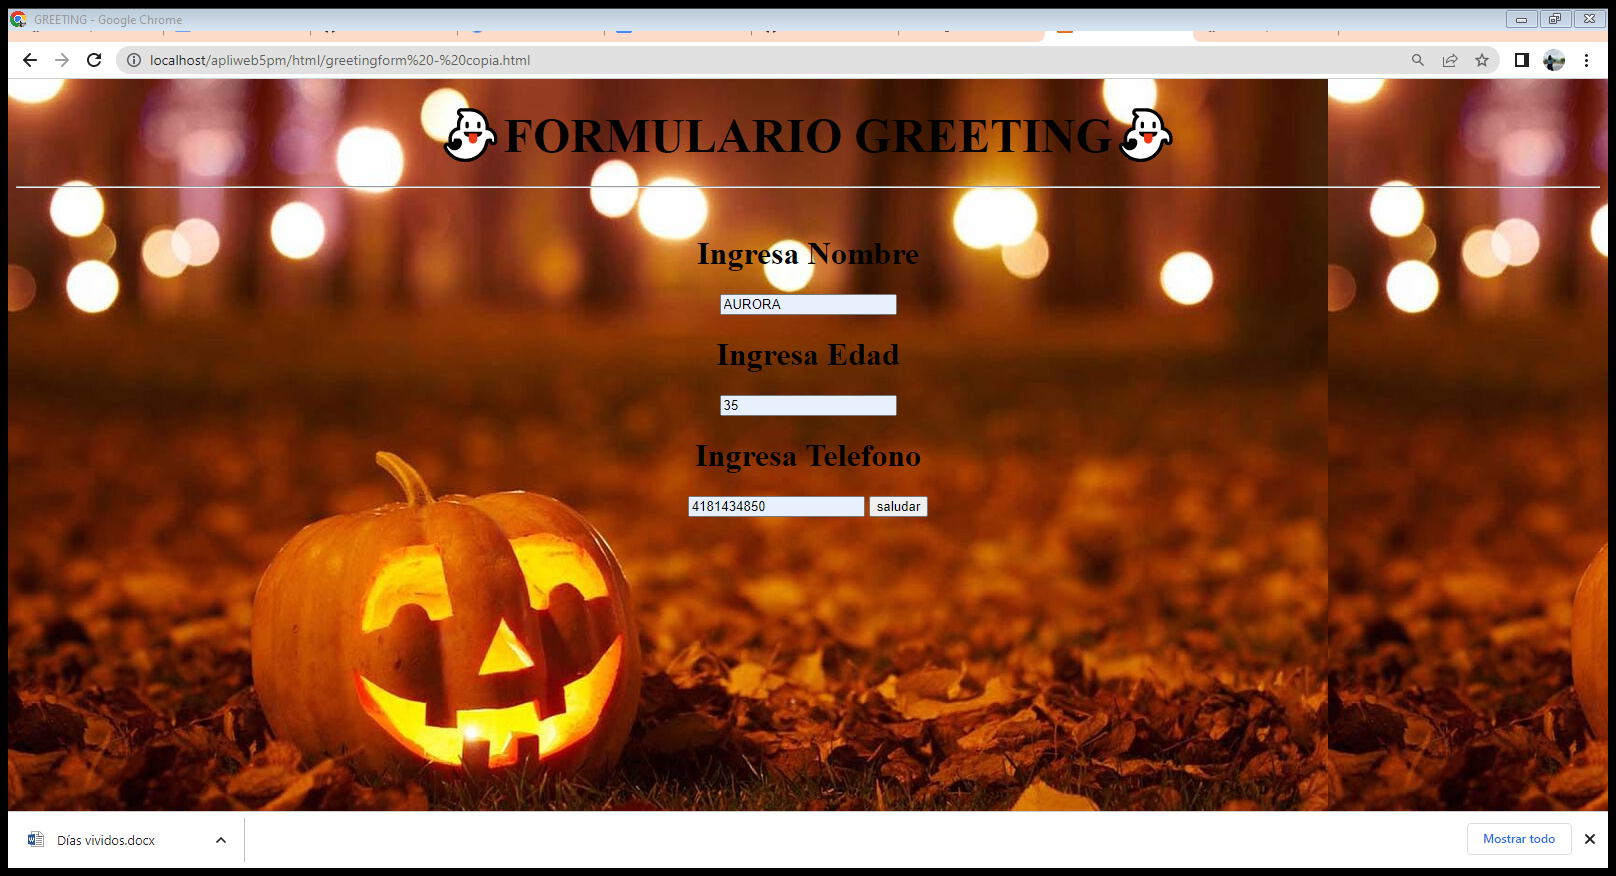 GREETING - Google Chrome
localhost/apliweb5pm/html/greetingform%20-%20copia.html
FORMULARIO GREETING
Ingresa Nombre
AURORA
Ingresa Edad
35
Ingresa Telefono
4181434850 saludar
Días vividos.docx
Mostrar todo